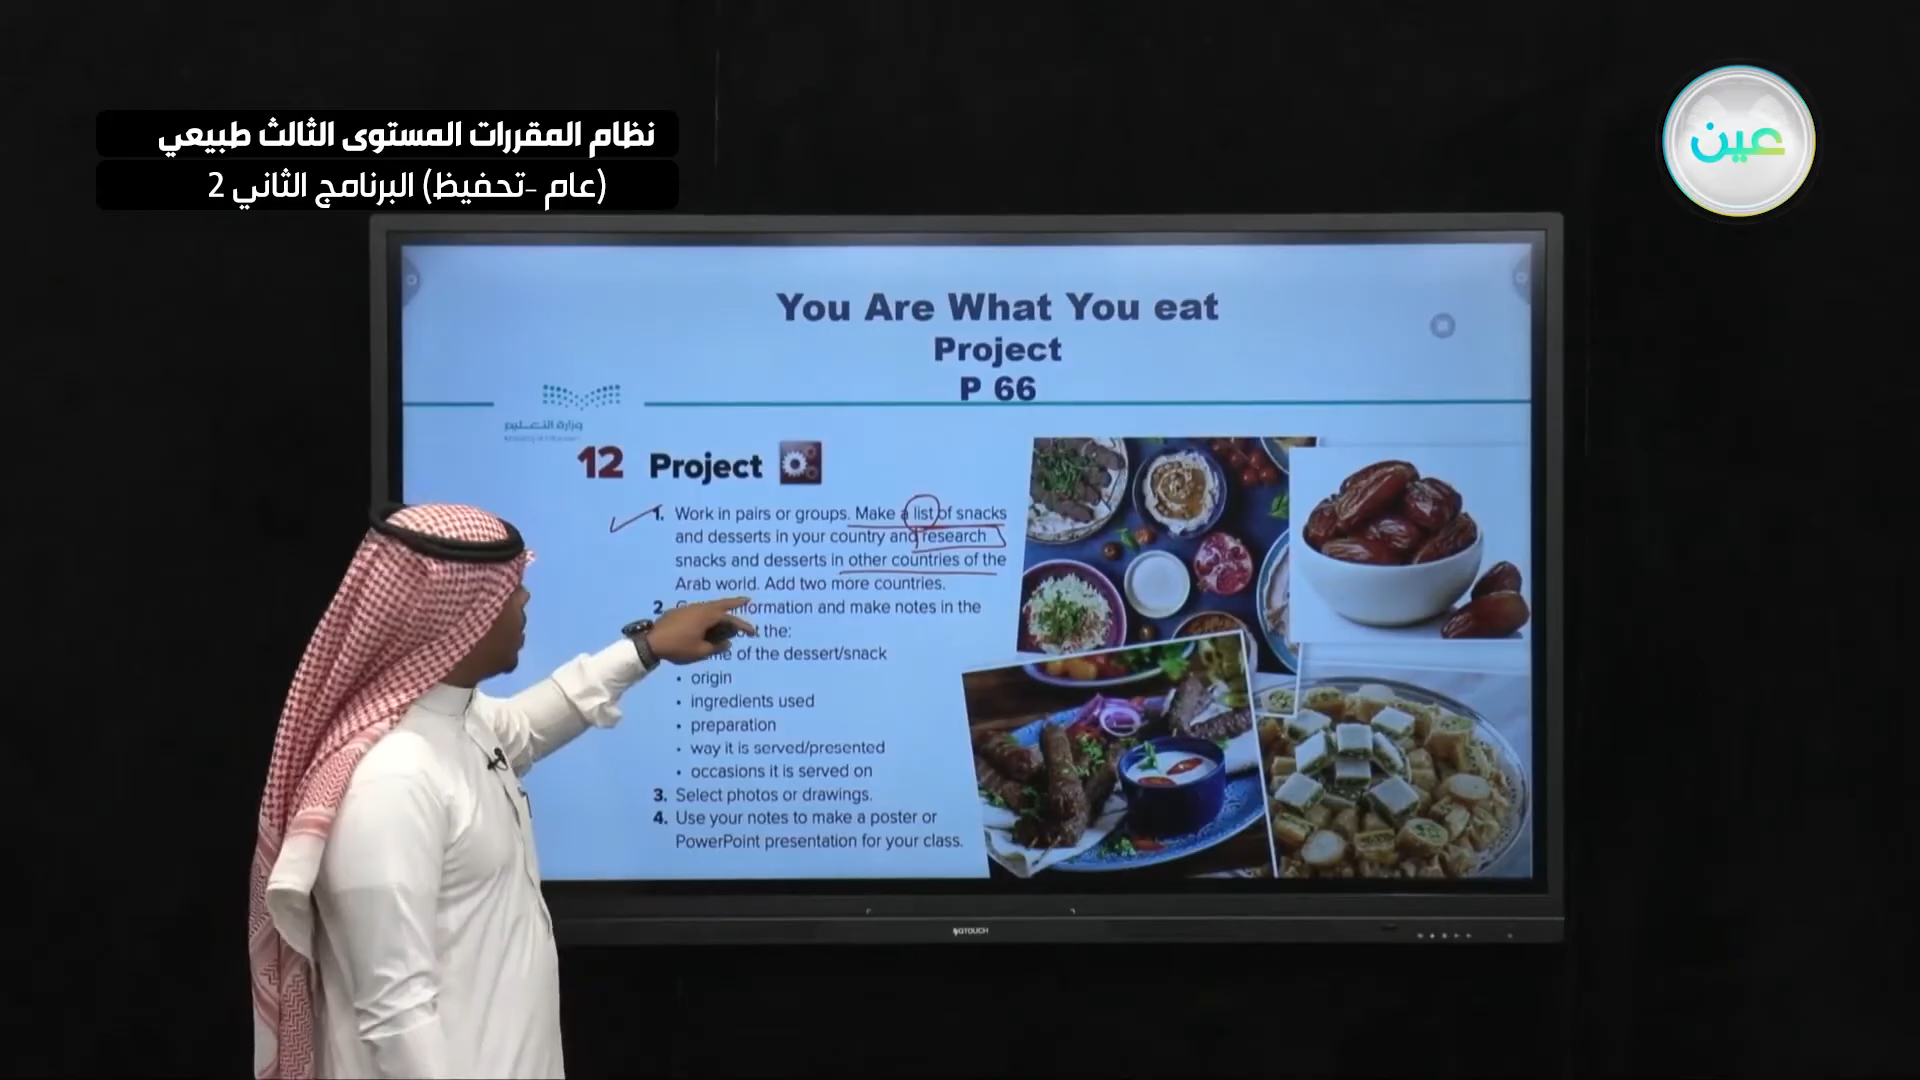 نظام المقررات المستوى الثالث طبيعي
(عام -تحفيظ) البرنامج الثاني 2
عين
You Are What You eat
Project
P 66
وزارة التعليم
12 Project
1. Work in pairs or groups. Make a list of snacks
and desserts in your country and research
snacks and desserts in other countries of the
Arab world. Add two more countries.
2. information and make notes in the
the:
of the dessert/snack
• origin
• ingredients used
• preparation
• way it is served/presented
• occasions it is served on
3. Select photos or drawings.
4. Use your notes to make a poster or
PowerPoint presentation for your class.